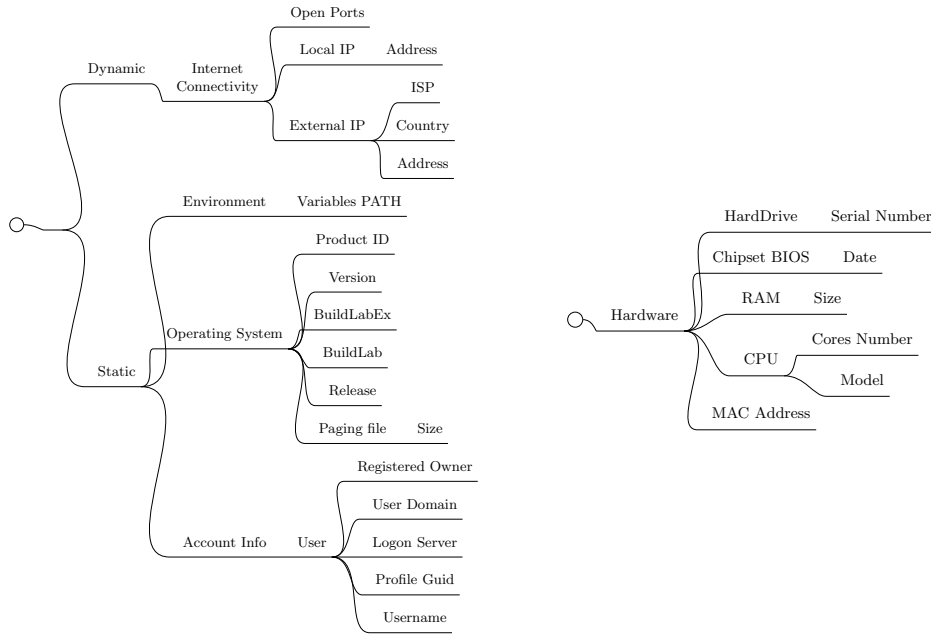 Open Ports
Local IP Address
Dynamic
Internet
Connectivity
ISP
External IP
Country
Address
Environment
Variables PATH
Product ID
Version
BuildLabEx
Operating System
BuildLab
Static
Release
Paging file
Size
Registered Owner
User Domain
Account Info
User
Logon Server
Profile Guid
Username
HardDrive
Serial Number
Chipset BIOS
Date
RAM
Size
Hardware
Cores Number
CPU
Model
MAC Address